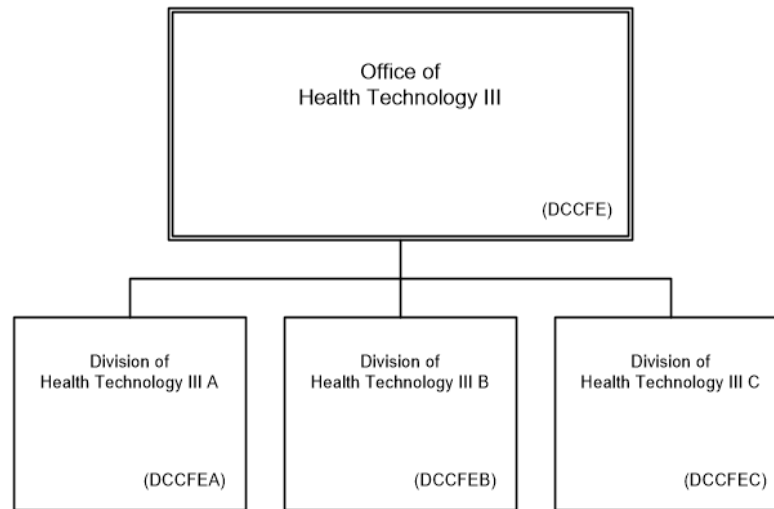 Office of
Health Technology III
(DCCFE)
Division of
Health Technology III A
(DCCFEA)
Division of
Health Technology III B
(DCCFEB)
Division of
Health Technology III C
(DCCFEC)